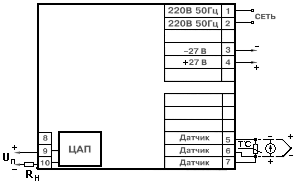 220В 50Гц 1
220В 50Гц 2
СЕТЬ
−27 В 3 −
+27 В 4 +
8
9
10
ЦАП
Uп
+
−
Rн
Датчик 5
Датчик 6
Датчик 7
ТС
− +
+ −